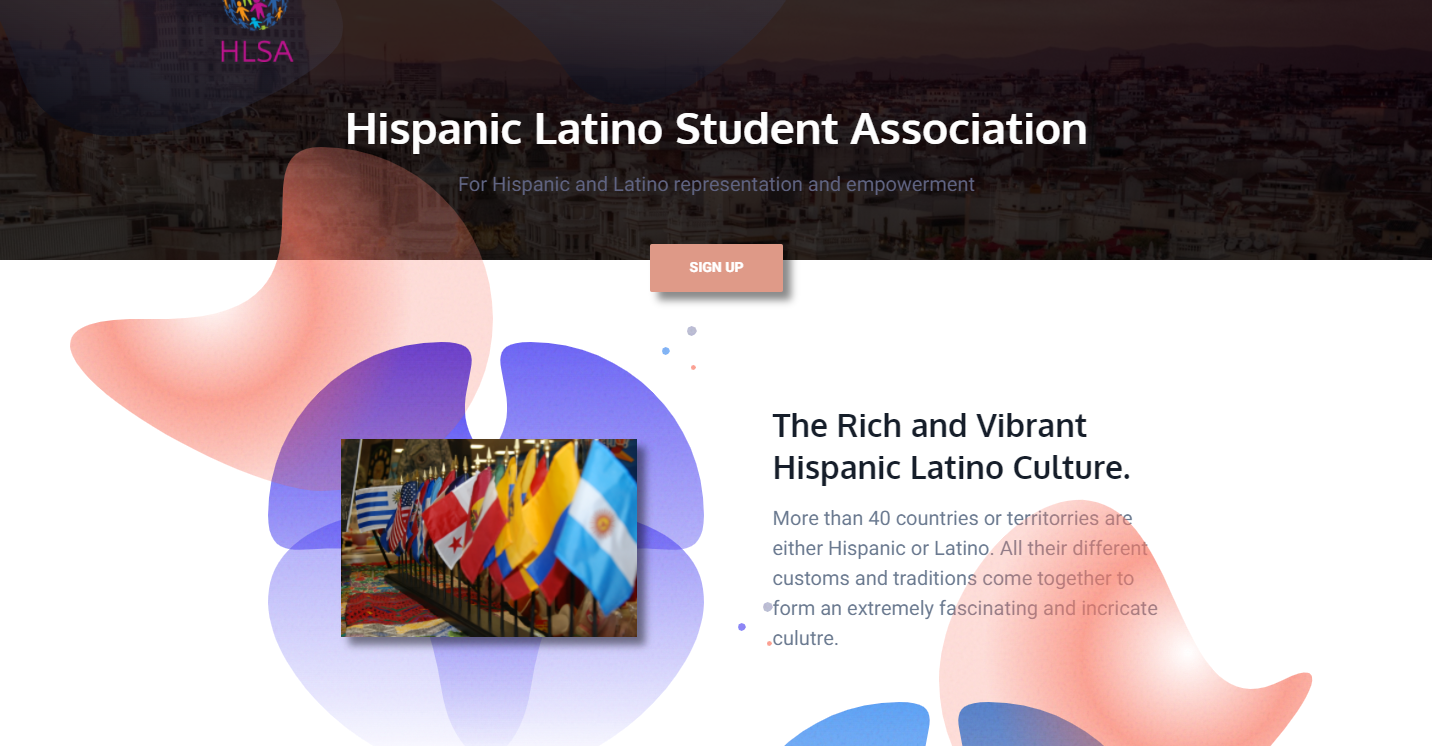 HLSA
Hispanic Latino Student Association
For Hispanic and Latino representation and empowerment
SIGN UP
The Rich and Vibrant
Hispanic Latino Culture.
More than 40 countries or territorries are
either Hispanic or Latino. All their different
customs and traditions come together to
form an extremely fascinating and incricate
culutre.